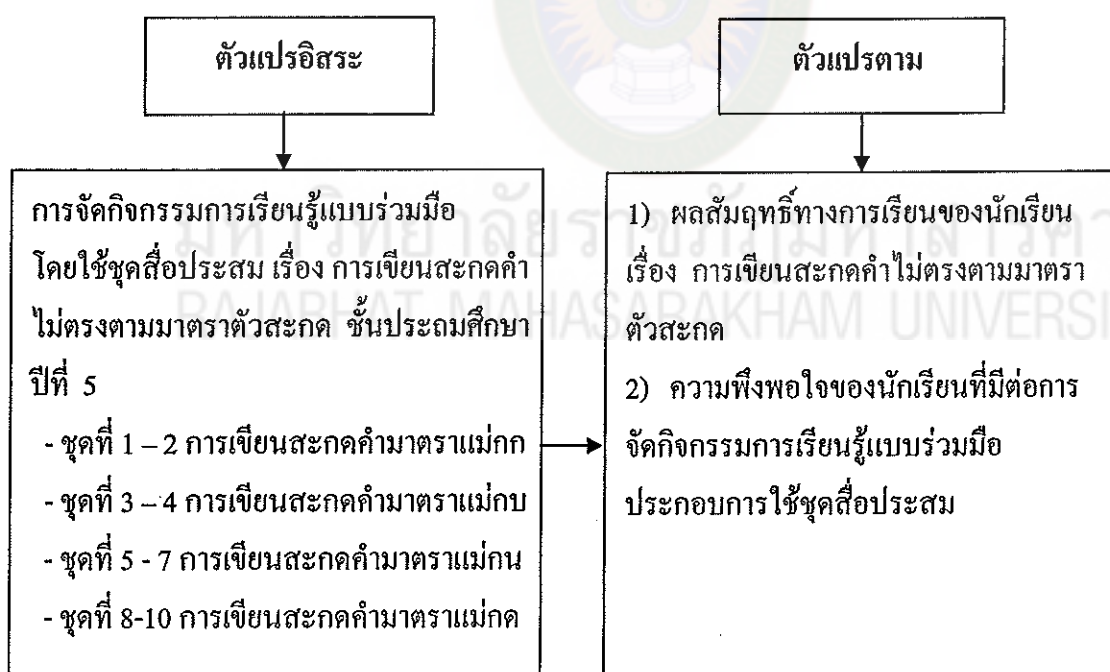 ตัวแปรอิสระ
การจัดกิจกรรมการเรียนรู้แบบร่วมมือ
โดยใช้ชุดสื่อประสม เรื่อง การเขียนสะกดคำ
ไม่ตรงตามมาตราตัวสะกด ชั้นประถมศึกษา
ปีที่ 5
- ชุดที่ 1 – 2 การเขียนสะกดคำมาตราแม่กก
- ชุดที่ 3 – 4 การเขียนสะกดคำมาตราแม่กบ
- ชุดที่ 5 - 7 การเขียนสะกดคำมาตราแม่กน
- ชุดที่ 8-10 การเขียนสะกดคำมาตราแม่กด
ตัวแปรตาม
1) ผลสัมฤทธิ์ทางการเรียนของนักเรียน
เรื่อง การเขียนสะกดคำไม่ตรงตามมาตรา
ตัวสะกด
2) ความพึงพอใจของนักเรียนที่มีต่อการ
จัดกิจกรรมการเรียนรู้แบบร่วมมือ
ประกอบการใช้ชุดสื่อประสม
RAJABHAT MAHASARAKHAM